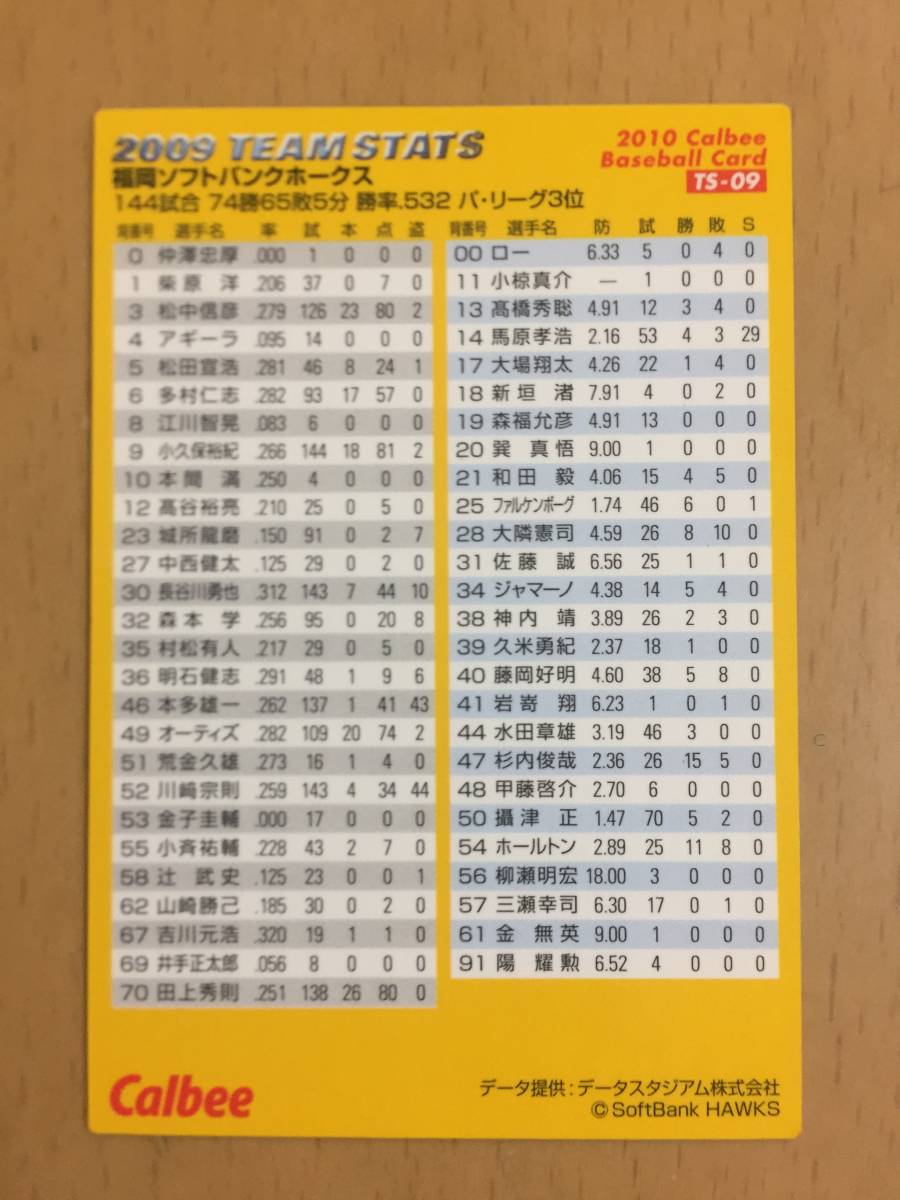 2009 TEAM STATS
2010 Calbee
Baseball Card
TS-09
福岡ソフトバンクホークス
144試合 74勝65敗5分 勝率.532 パ・リーグ3位
背番号 選手名 率 試 本 点 盗
0 仲澤忠厚 .000 1 0 0 0
1 柴原 洋 .206 37 0 7 0
3 松中信彦 .279 126 23 80 2
4 アギーラ .095 14 0 0 0
5 松田宣浩 .281 46 8 24 1
6 多村仁志 .282 93 17 57 0
8 江川智晃 .083 6 0 0 0
9 小久保裕紀 .266 144 18 81 2
10 本間 満 .250 4 0 0 0
12 高谷裕亮 .210 25 0 5 0
23 城所龍磨 .150 91 0 2 7
27 中西健太 .125 29 0 2 0
30 長谷川勇也 .312 143 7 44 10
32 森本 学 .256 95 0 20 8
35 村松有人 .217 29 0 5 0
36 明石健志 .291 48 1 9 6
46 本多雄一 .262 137 1 41 43
49 オーティズ .282 109 20 74 2
51 荒金久雄 .273 16 1 4 0
52 川﨑宗則 .259 143 4 34 44
53 金子圭輔 .000 17 0 0 0
55 小斉祐輔 .228 43 2 7 0
58 辻 武史 .125 23 0 0 1
62 山崎勝己 .185 30 0 2 0
67 吉川元浩 .320 19 1 1 0
69 井手正太郎 .056 8 0 0 0
70 田上秀則 .251 138 26 80 0
背番号 選手名 防 試 勝 敗 S
00 ロー 6.33 5 0 4 0
11 小椋真介 — 1 0 0 0
13 髙橋秀聡 4.91 12 3 4 0
14 馬原孝浩 2.16 53 4 3 29
17 大場翔太 4.26 22 1 4 0
18 新垣 渚 7.91 4 0 2 0
19 森福允彦 4.91 13 0 0 0
20 巽 真悟 9.00 1 0 0 0
21 和田 毅 4.06 15 4 5 0
25 ファルケンボーグ 1.74 46 6 0 1
28 大隣憲司 4.59 26 8 10 0
31 佐藤 誠 6.56 25 1 1 0
34 ジャマーノ 4.38 14 5 4 0
38 神内 靖 3.89 26 2 3 0
39 久米勇紀 2.37 18 1 0 0
40 藤岡好明 4.60 38 5 8 0
41 岩嵜 翔 6.23 1 0 1 0
44 水田章雄 3.19 46 3 0 0
47 杉内俊哉 2.36 26 15 5 0
48 甲藤啓介 2.70 6 0 0 0
50 攝津 正 1.47 70 5 2 0
54 ホールトン 2.89 25 11 8 0
56 柳瀬明宏 18.00 3 0 0 0
57 三瀬幸司 6.30 17 0 1 0
61 金 無英 9.00 1 0 0 0
91 陽 耀勲 6.52 4 0 0 0
Calbee
データ提供：データスタジアム株式会社
©SoftBank HAWKS